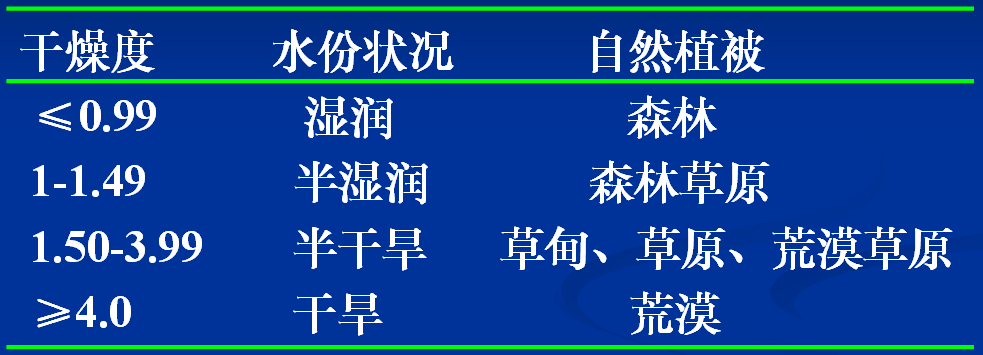 干燥度 水份状况 自然植被
≤0.99 湿润 森林
1-1.49 半湿润 森林草原
1.50-3.99 半干旱 草甸、草原、荒漠草原
≥4.0 干旱 荒漠